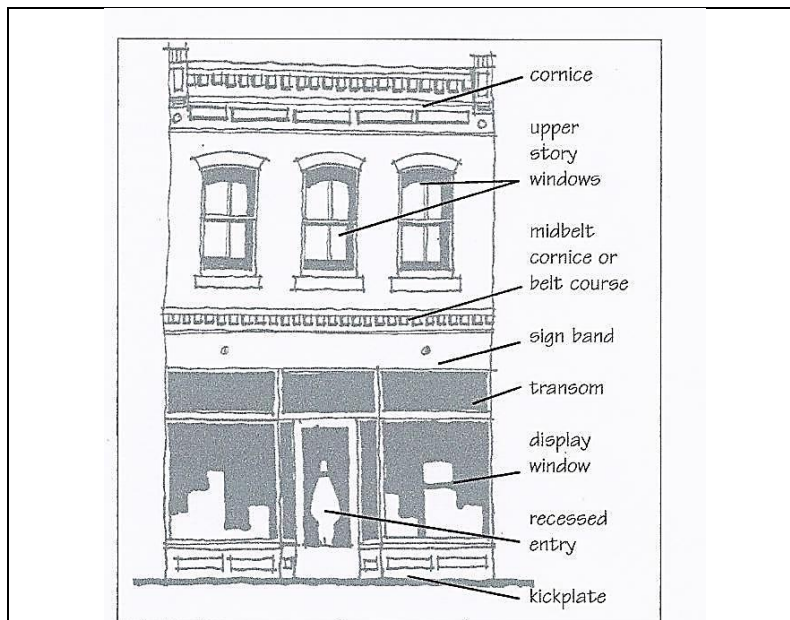 cornice
upper
story
windows
midbelt
cornice or
belt course
sign band
transom
display
window
recessed
entry
kickplate